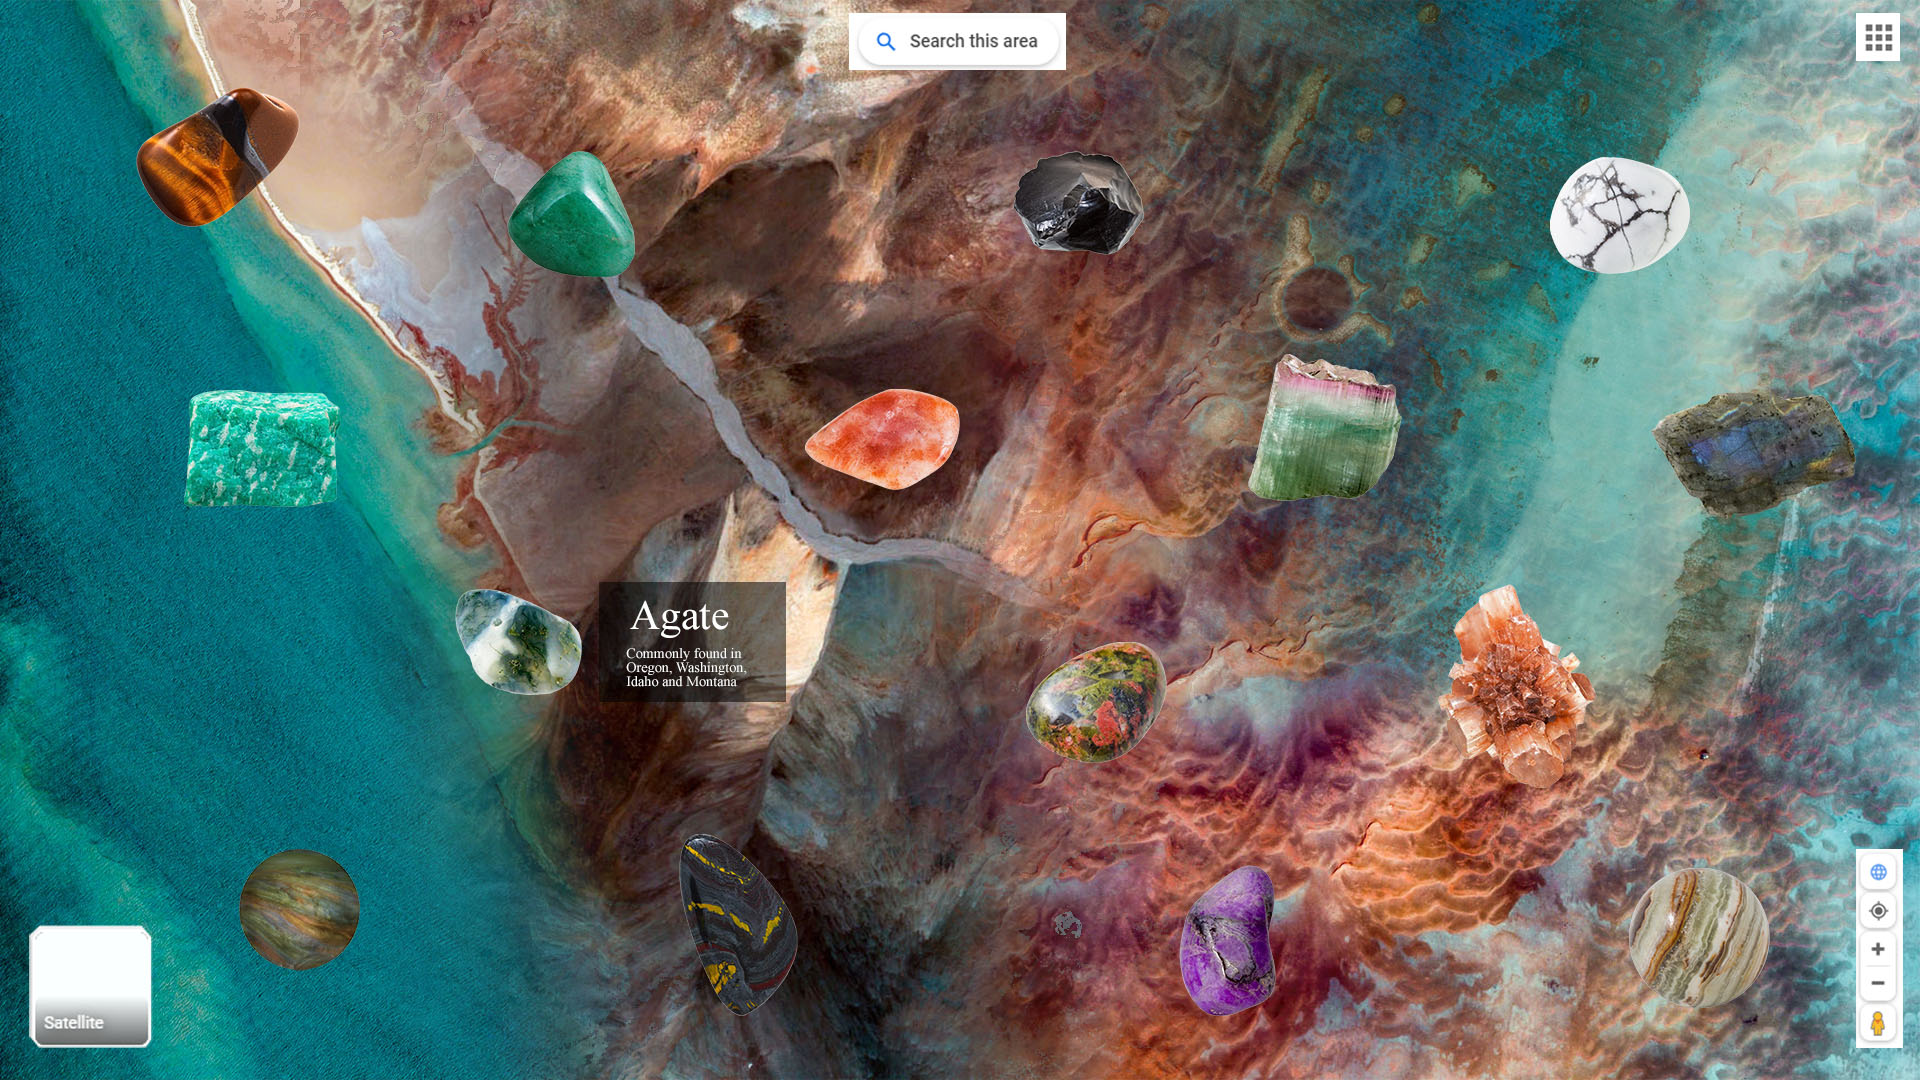 Search this area
Agate
Commonly found in
Oregon, Washington,
Idaho and Montana
Satellite